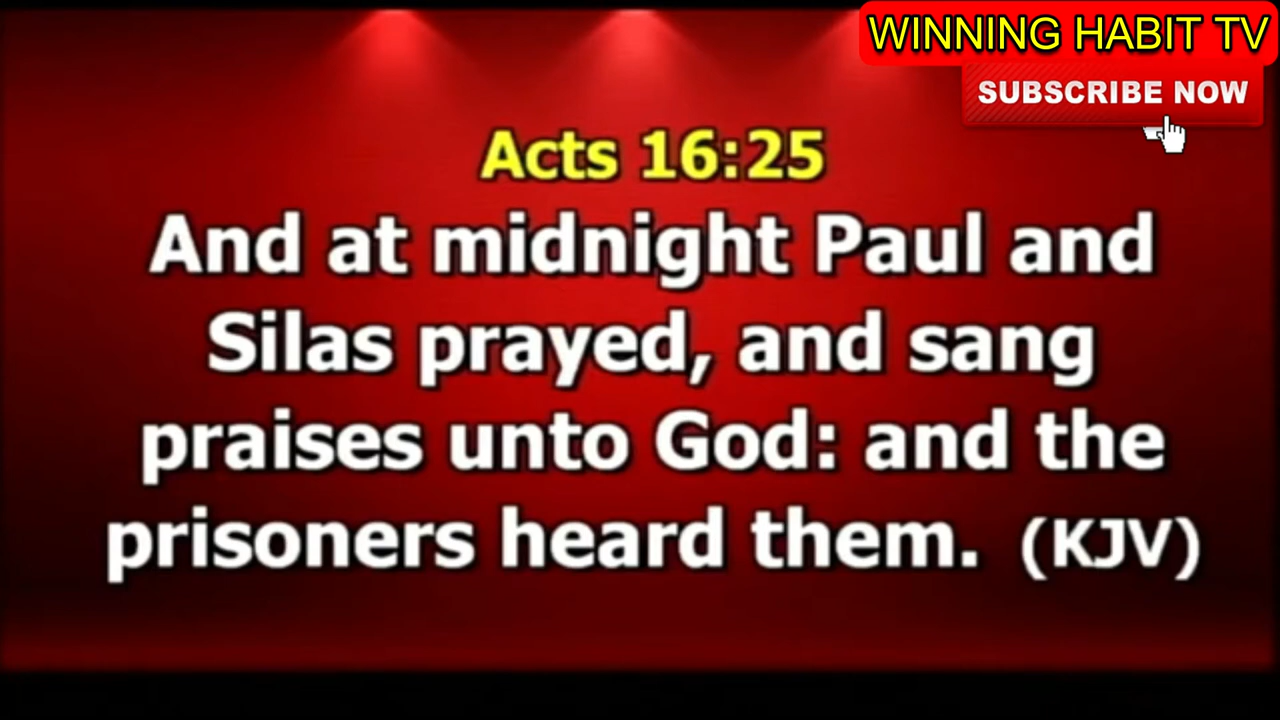 WINNING HABIT TV
SUBSCRIBE NOW
Acts 16:25
And at midnight Paul and
Silas prayed, and sang
praises unto God: and the
prisoners heard them. (KJV)